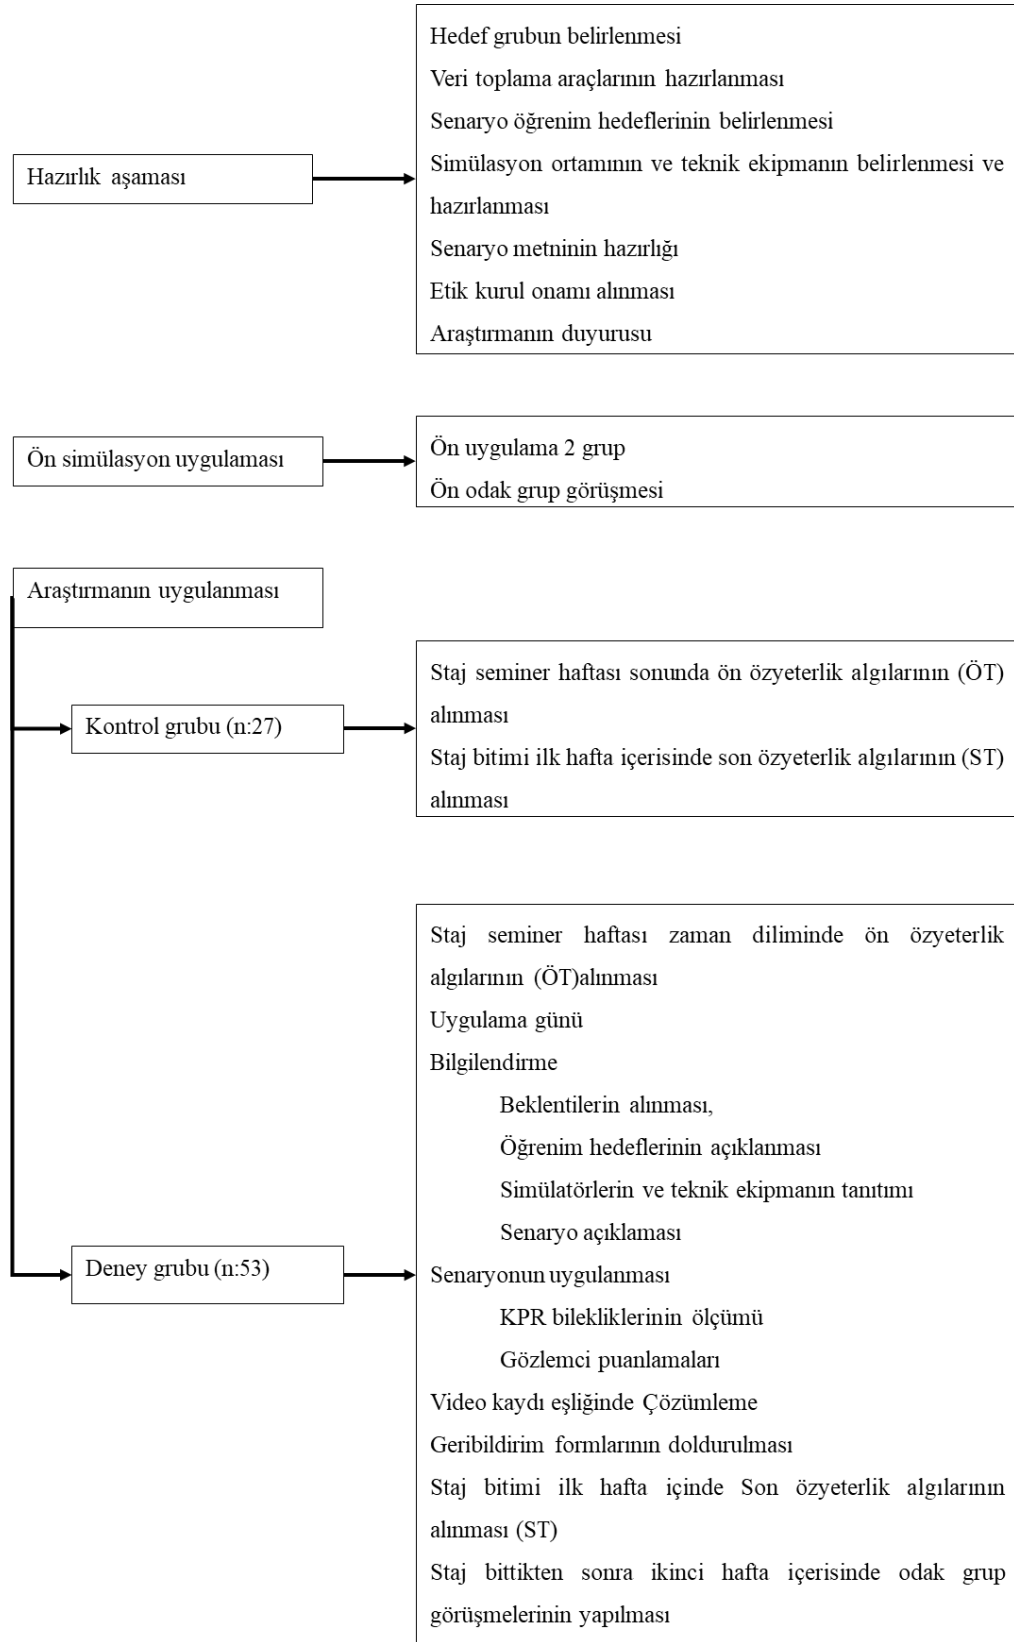 Hazırlık aşaması
Hedef grubun belirlenmesi
Veri toplama araçlarının hazırlanması
Senaryo öğrenim hedeflerinin belirlenmesi
Simülasyon ortamının ve teknik ekipmanın belirlenmesi ve
hazırlanması
Senaryo metninin hazırlığı
Etik kurul onamı alınması
Araştırmanın duyurusu
Ön simülasyon uygulaması
Ön uygulama 2 grup
Ön odak grup görüşmesi
Araştırmanın uygulanması
Kontrol grubu (n:27)
Staj seminer haftası sonunda ön özyeterlik algılarının (ÖT)
alınması
Staj bitimi ilk hafta içerisinde son özyeterlik algılarının (ST)
alınması
Deney grubu (n:53)
Staj seminer haftası zaman diliminde ön özyeterlik
algılarının (ÖT)alınması
Uygulama günü
Bilgilendirme
Beklentilerin alınması,
Öğrenim hedeflerinin açıklanması
Simülatörlerin ve teknik ekipmanın tanıtımı
Senaryo açıklaması
Senaryonun uygulanması
KPR bilekliklerinin ölçümü
Gözlemci puanlamaları
Video kaydı eşliğinde Çözümleme
Geribildirim formlarının doldurulması
Staj bitimi ilk hafta içinde Son özyeterlik algılarının
alınması (ST)
Staj bittikten sonra ikinci hafta içerisinde odak grup
görüşmelerinin yapılması